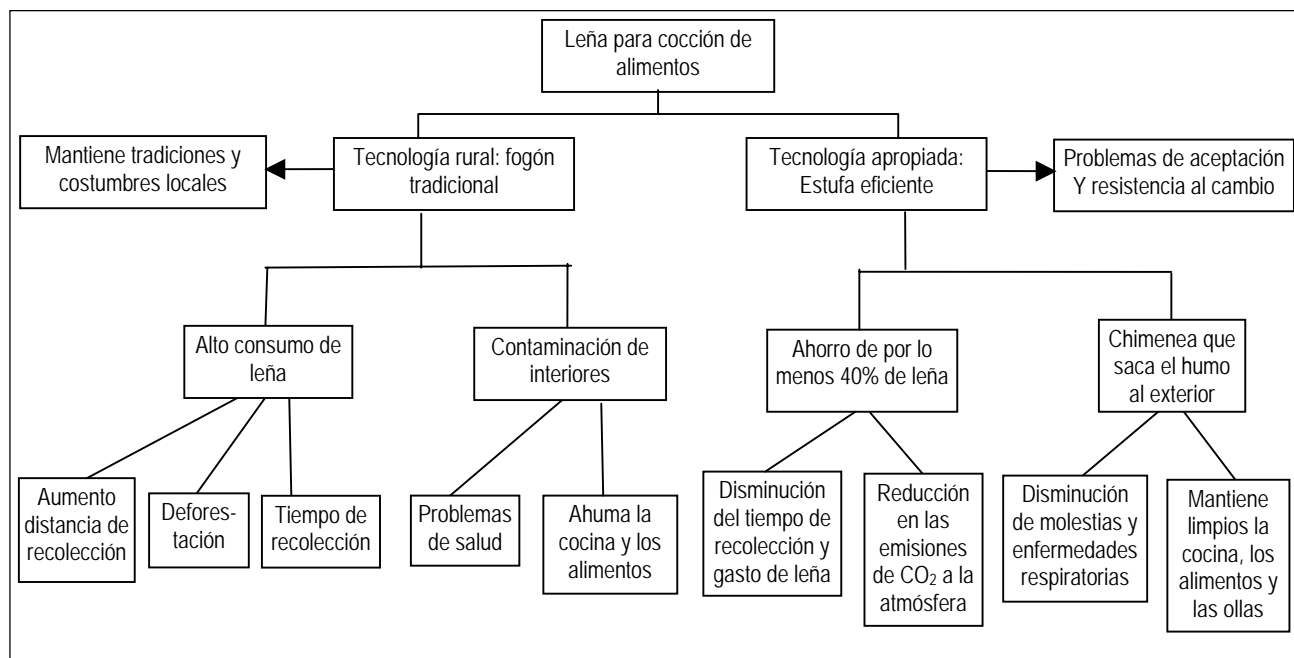 Leña para cocción de
alimentos
Mantiene tradiciones y
costumbres locales
Tecnología rural: fogón
tradicional
Tecnología apropiada:
Estufa eficiente
Problemas de aceptación
Y resistencia al cambio
Alto consumo de
leña
Contaminación de
interiores
Ahorro de por lo
menos 40% de leña
Chimenea que
saca el humo
al exterior
Aumento
distancia de
recolección
Defores-
tación
Tiempo de
recolección
Problemas
de salud
Ahuma la
cocina y los
alimentos
Disminución
del tiempo de
recolección y
gasto de leña
Reducción
en las
emisiones
de CO₂ a la
atmósfera
Disminución
de molestias y
enfermedades
respiratorias
Mantiene
limpios la
cocina, los
alimentos y
las ollas